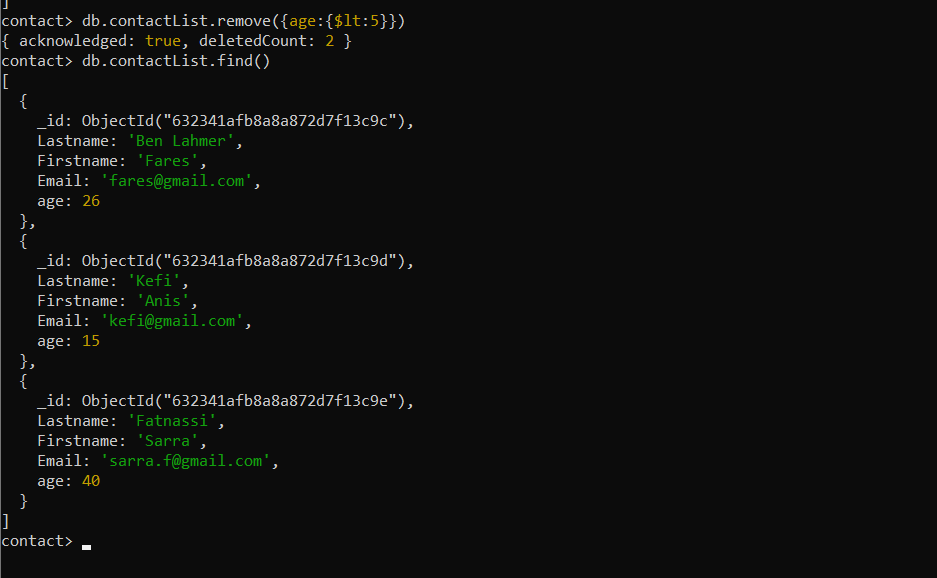 ]
contact> db.contactList.remove({age:{$lt:5}})
{ acknowledged: true, deletedCount: 2 }
contact> db.contactList.find()
[
  {
    _id: ObjectId("632341afb8a8a872d7f13c9c"),
    Lastname: 'Ben Lahmer',
    Firstname: 'Fares',
    Email: 'fares@gmail.com',
    age: 26
  },
  {
    _id: ObjectId("632341afb8a8a872d7f13c9d"),
    Lastname: 'Kefi',
    Firstname: 'Anis',
    Email: 'kefi@gmail.com',
    age: 15
  },
  {
    _id: ObjectId("632341afb8a8a872d7f13c9e"),
    Lastname: 'Fatnassi',
    Firstname: 'Sarra',
    Email: 'sarra.f@gmail.com',
    age: 40
  }
]
contact>